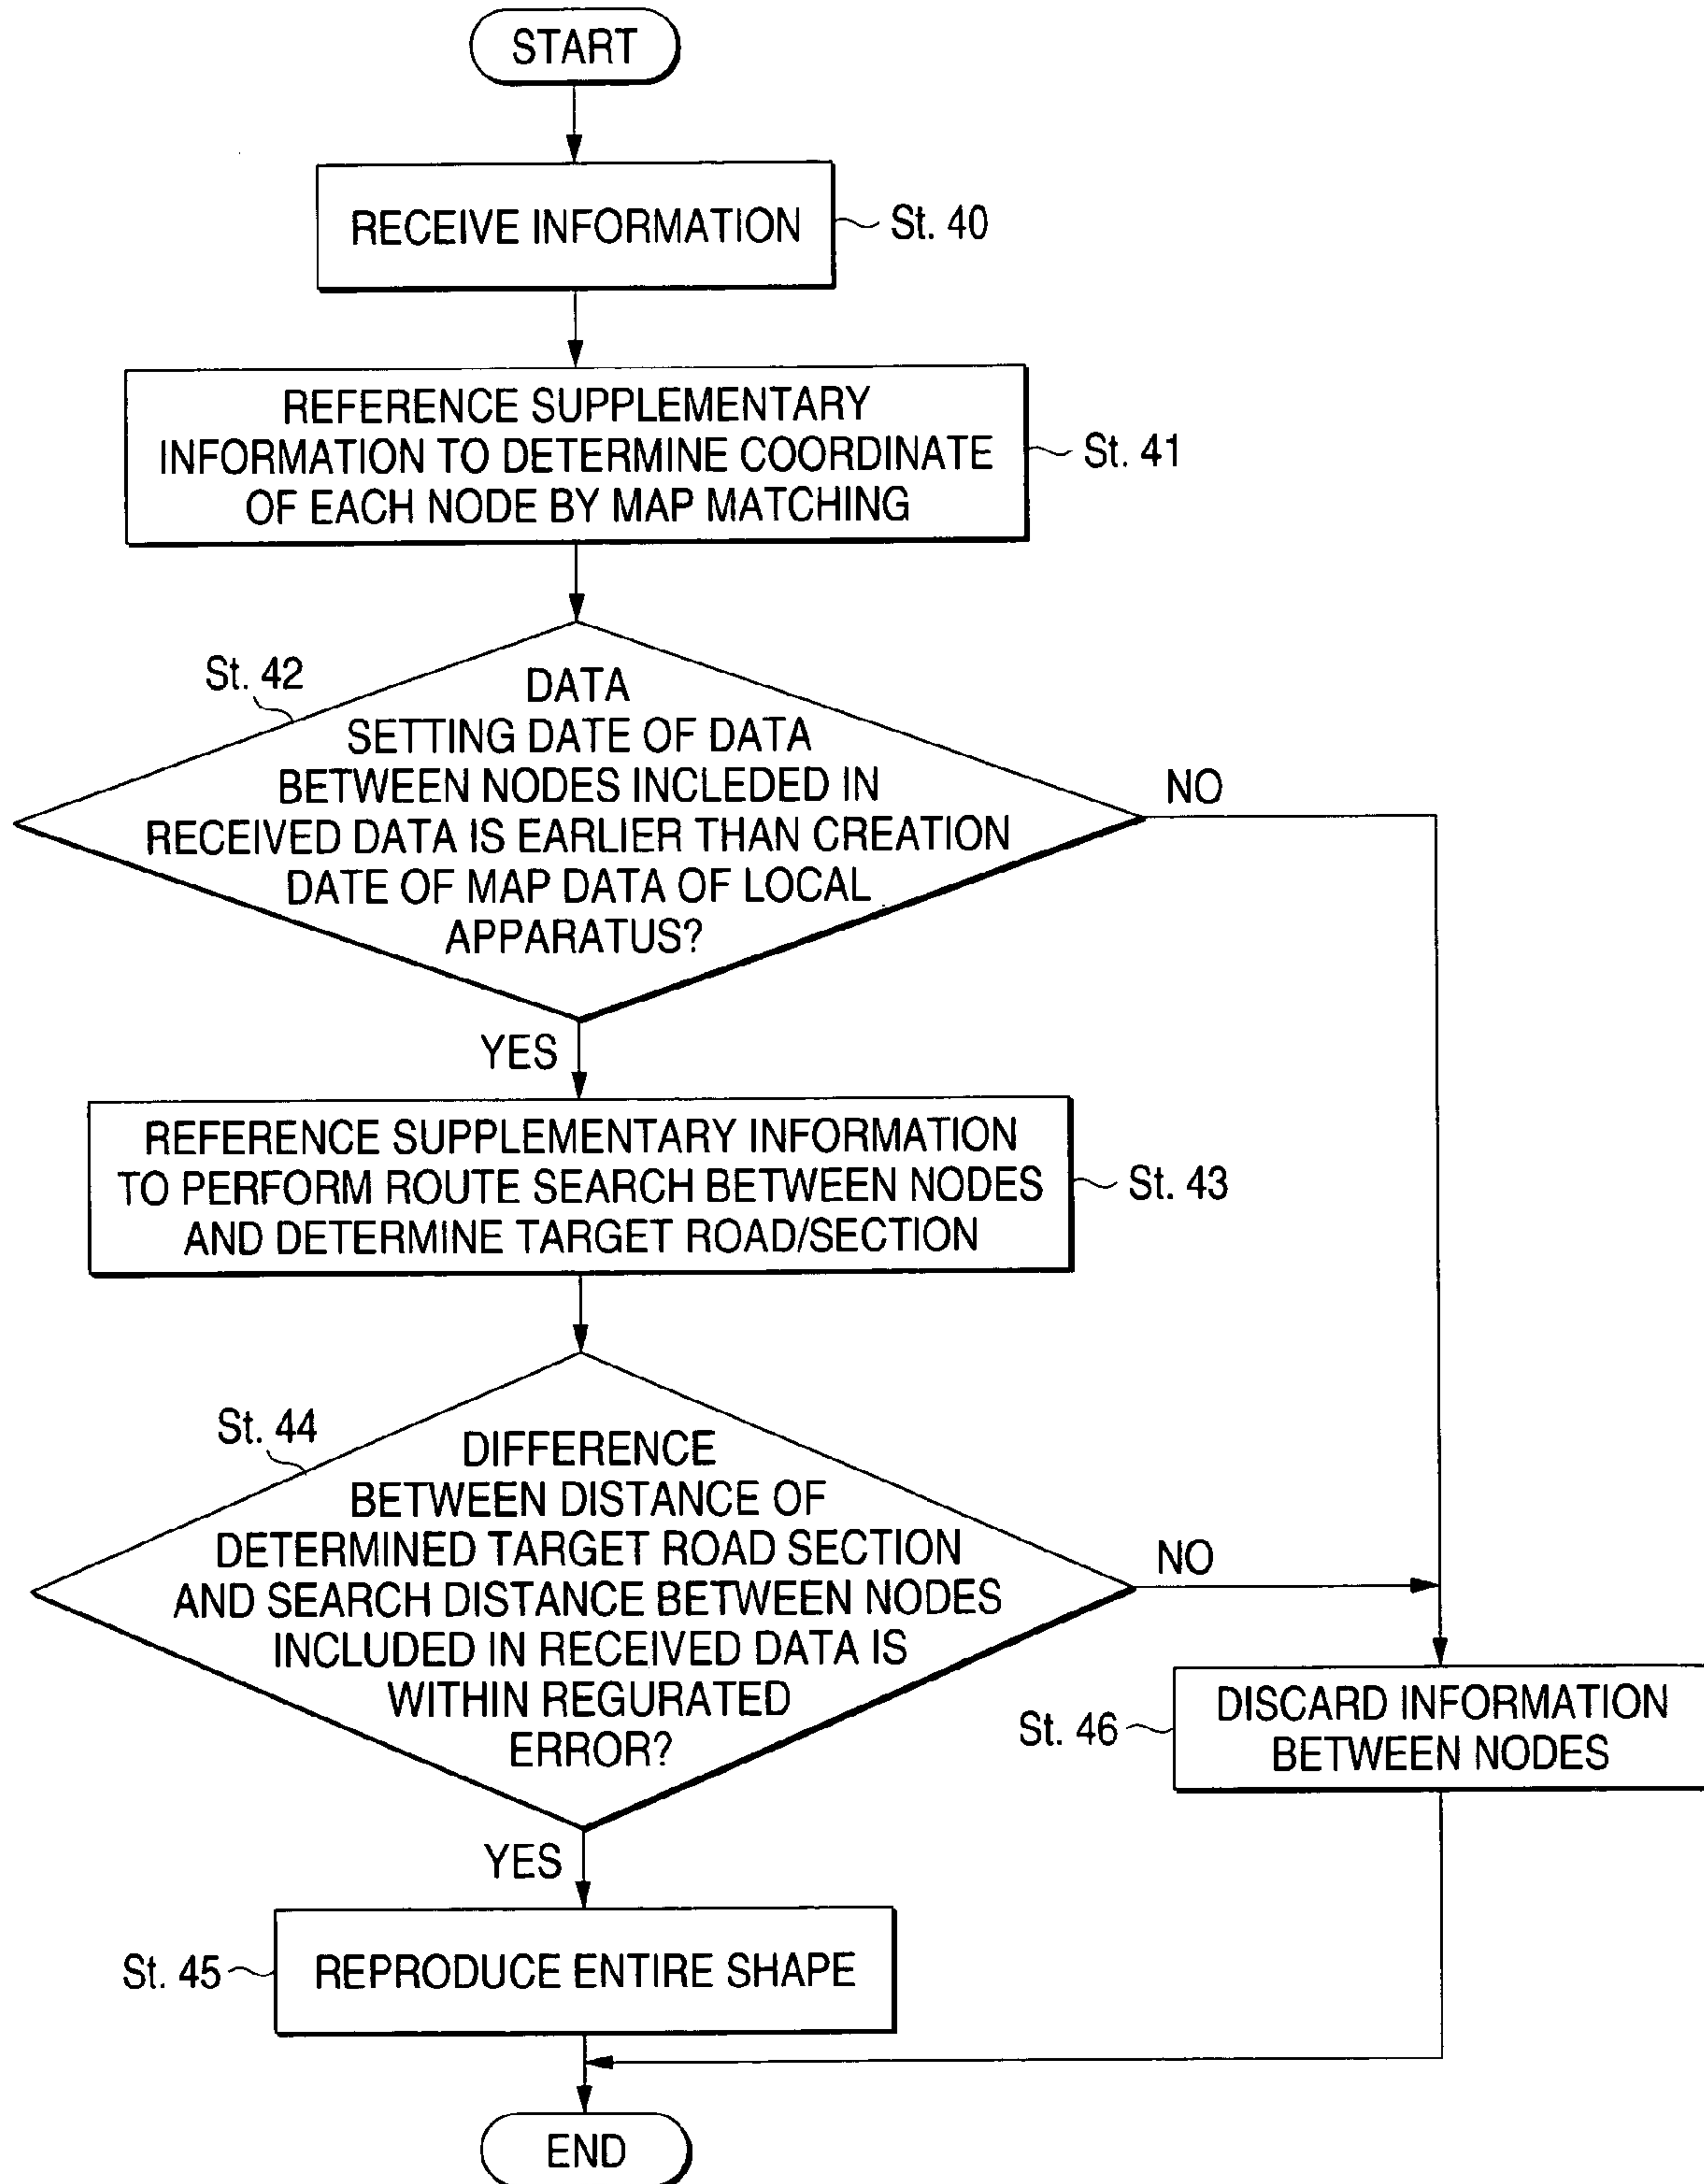 START
RECEIVE INFORMATION
St. 40
REFERENCE SUPPLEMENTARY
INFORMATION TO DETERMINE COORDINATE
OF EACH NODE BY MAP MATCHING
St. 41
St. 42
DATA
SETTING DATE OF DATA
BETWEEN NODES INCLEDED IN
RECEIVED DATA IS EARLIER THAN CREATION
DATE OF MAP DATA OF LOCAL
APPARATUS?
NO
YES
REFERENCE SUPPLEMENTARY INFORMATION
TO PERFORM ROUTE SEARCH BETWEEN NODES
AND DETERMINE TARGET ROAD/SECTION
St. 43
St. 44
DIFFERENCE
BETWEEN DISTANCE OF
DETERMINED TARGET ROAD SECTION
AND SEARCH DISTANCE BETWEEN NODES
INCLUDED IN RECEIVED DATA IS
WITHIN REGURATED
ERROR?
NO
YES
St. 46
DISCARD INFORMATION
BETWEEN NODES
St. 45
REPRODUCE ENTIRE SHAPE
END